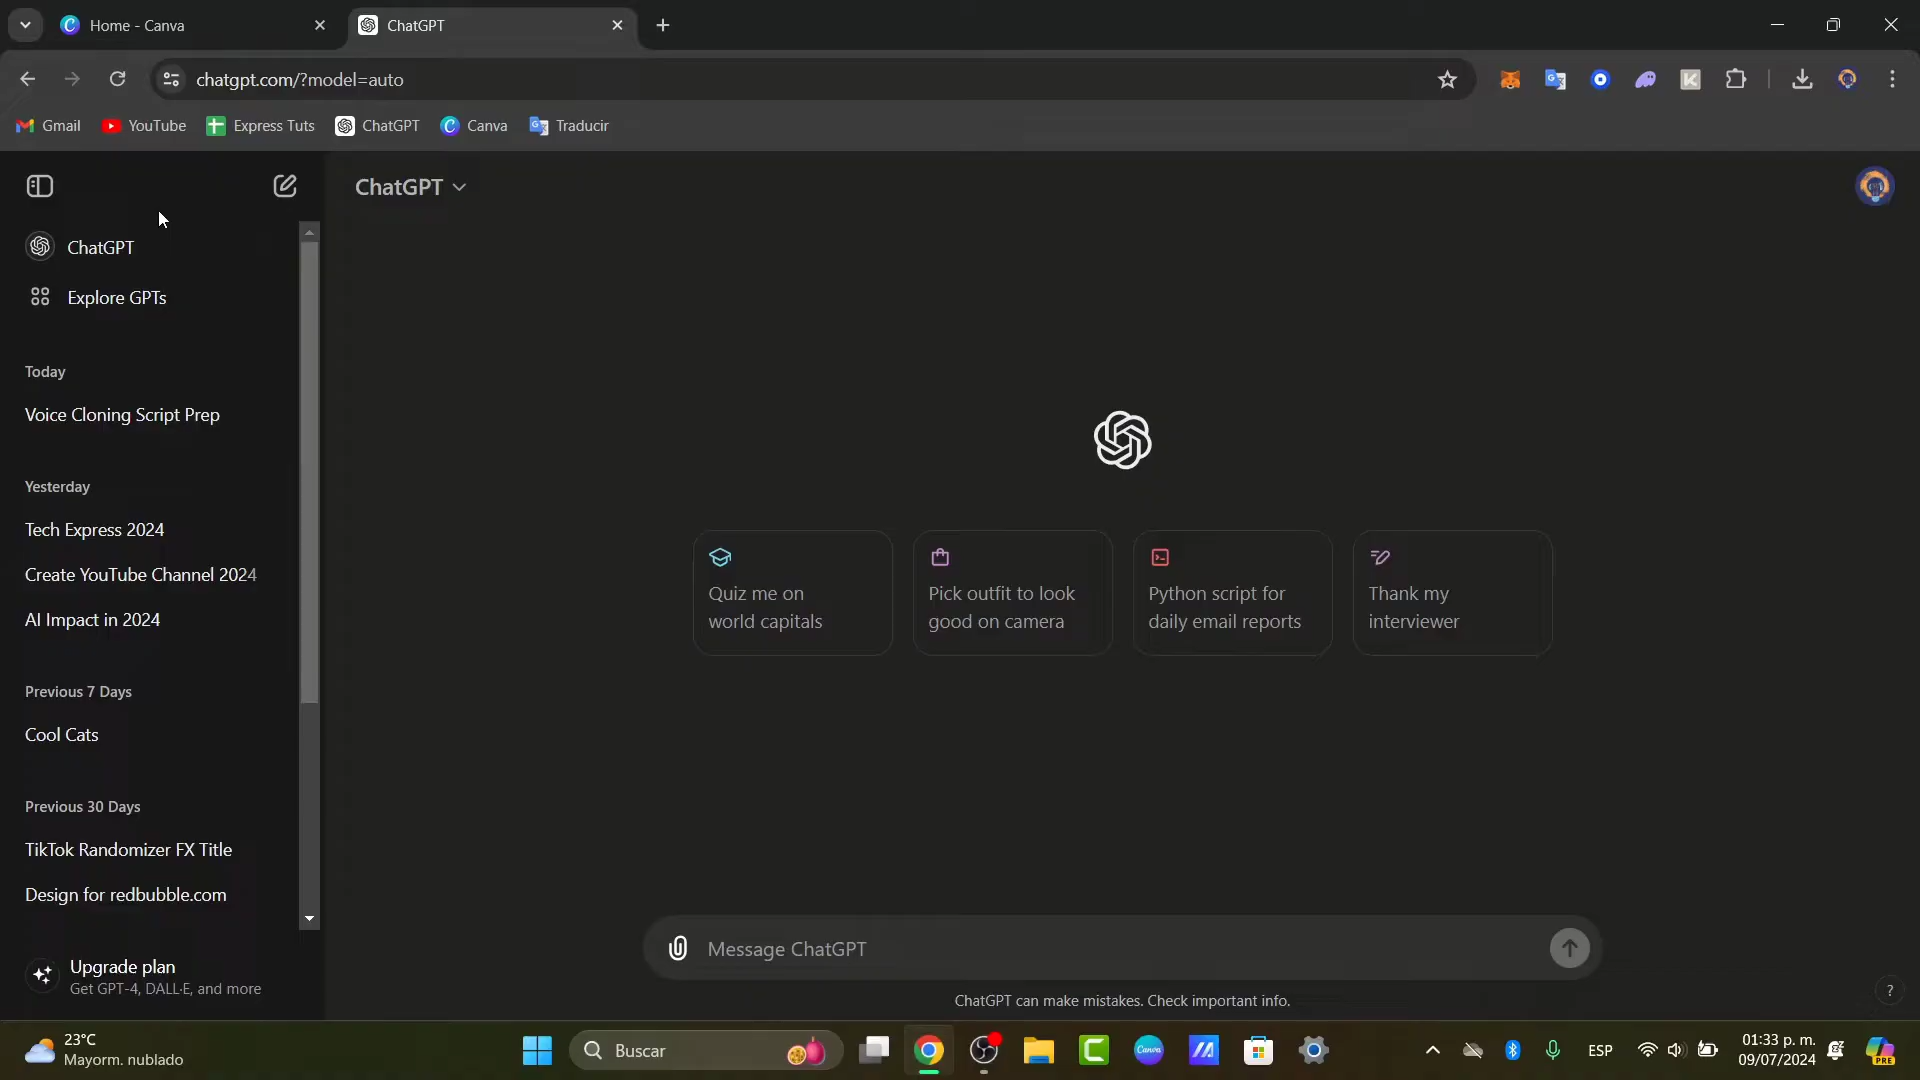 Home - Canva
ChatGPT
chatgpt.com/?model=auto
Gmail
YouTube
Express Tuts
ChatGPT
Canva
Traducir
ChatGPT
ChatGPT
Explore GPTs
Today
Voice Cloning Script Prep
Yesterday
Tech Express 2024
Create YouTube Channel 2024
AI Impact in 2024
Previous 7 Days
Cool Cats
Previous 30 Days
TikTok Randomizer FX Title
Design for redbubble.com
Upgrade plan
Get GPT-4, DALL·E, and more
Quiz me on
world capitals
Pick outfit to look
good on camera
Python script for
daily email reports
Thank my
interviewer
Message ChatGPT
ChatGPT can make mistakes. Check important info.
?
23°C
Mayorm. nublado
Buscar
Canva
ESP
01:33 p. m.
09/07/2024
PRE